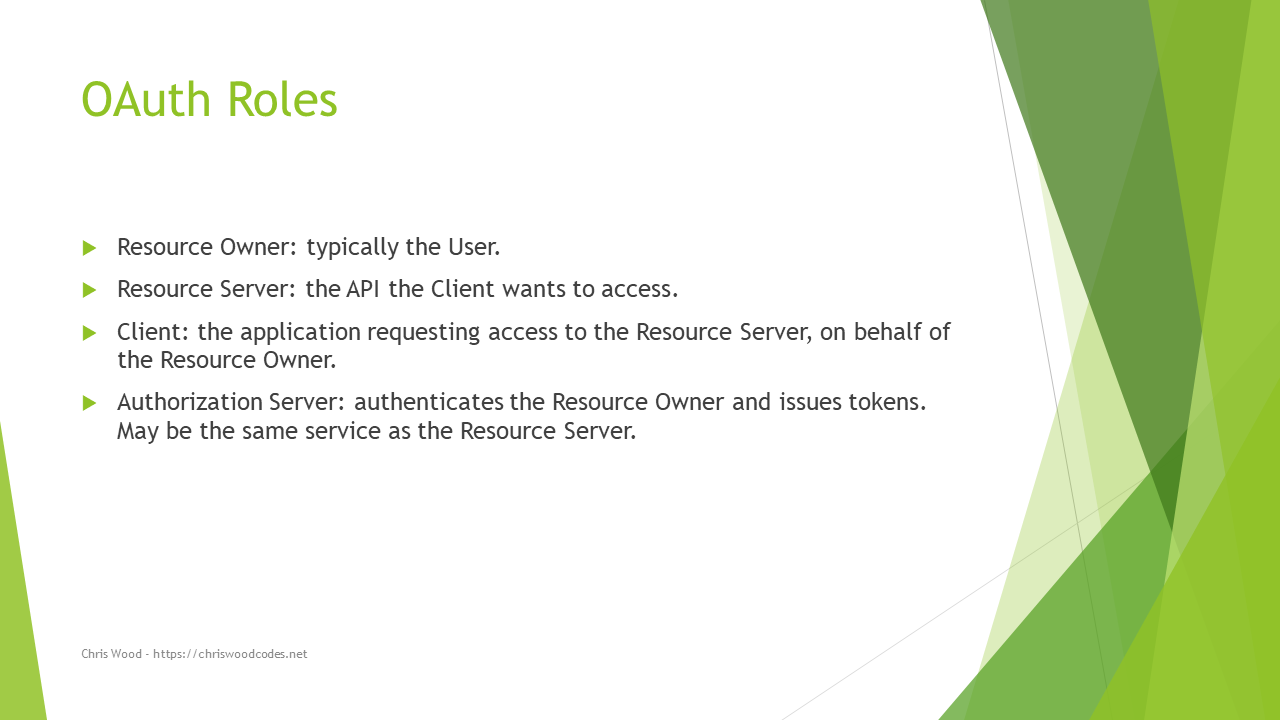 OAuth Roles
Resource Owner: typically the User.
Resource Server: the API the Client wants to access.
Client: the application requesting access to the Resource Server, on behalf of
the Resource Owner.
Authorization Server: authenticates the Resource Owner and issues tokens.
May be the same service as the Resource Server.
Chris Wood - https://chriswoodcodes.net